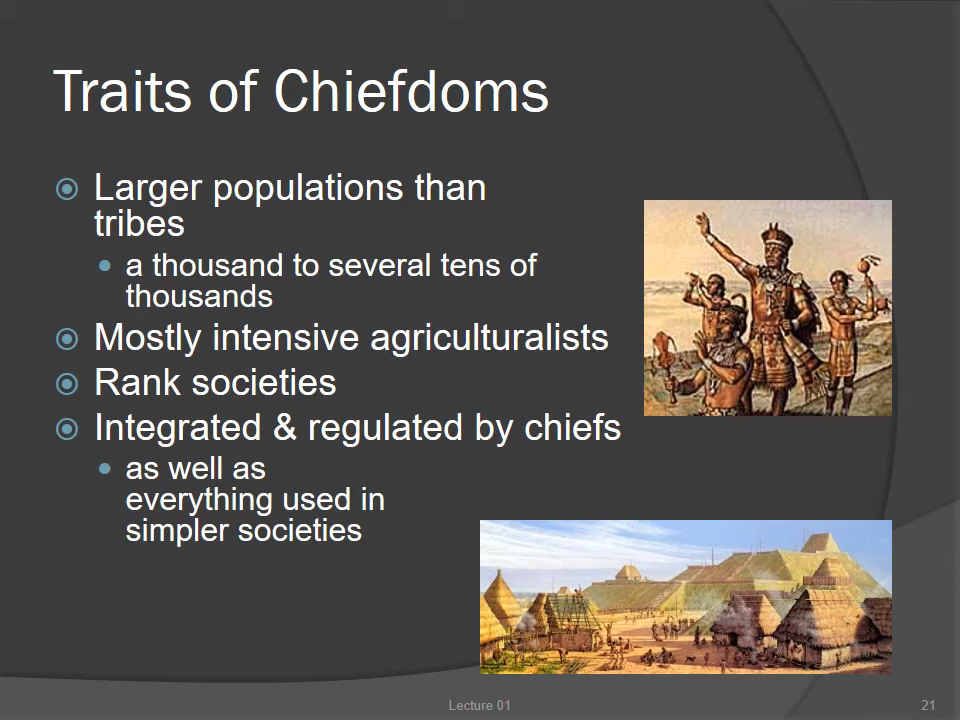 Traits of Chiefdoms
Larger populations than
tribes
a thousand to several tens of
thousands
Mostly intensive agriculturalists
Rank societies
Integrated & regulated by chiefs
as well as
everything used in
simpler societies
Lecture 01
21